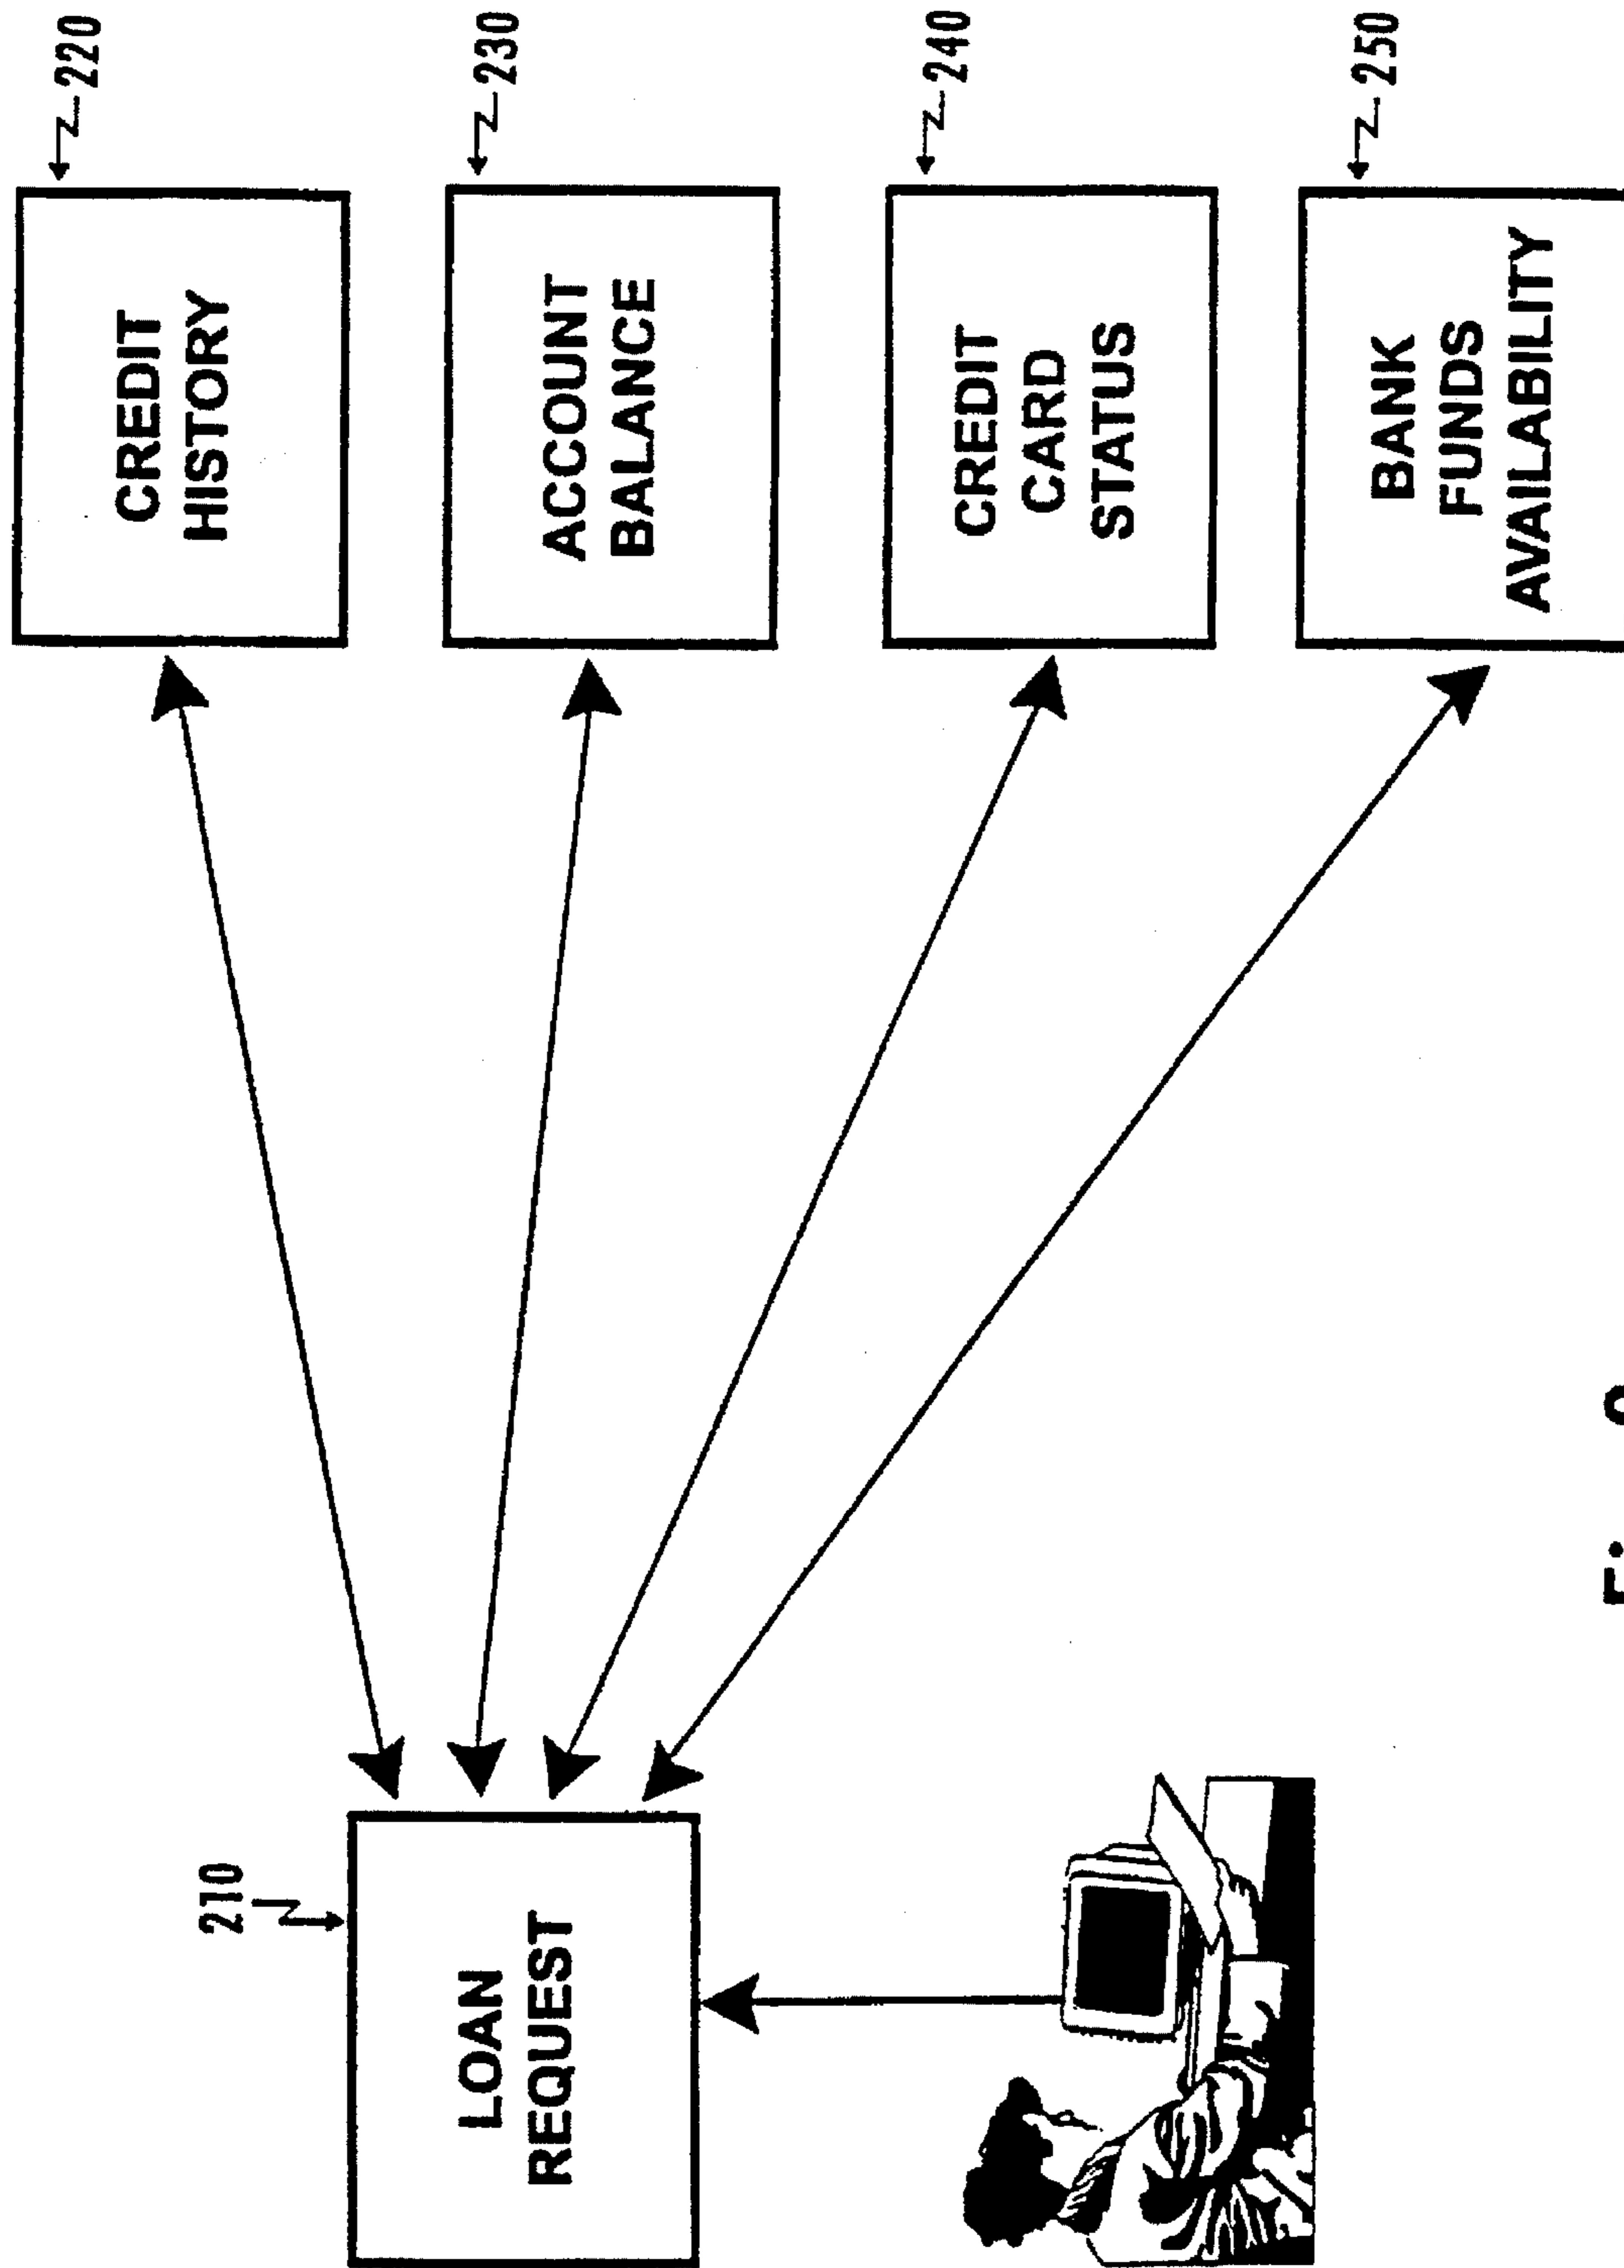 210
LOAN
REQUEST
CREDIT
HISTORY
220
ACCOUNT
BALANCE
230
CREDIT
CARD
STATUS
240
BANK
FUNDS
AVAILABILITY
250